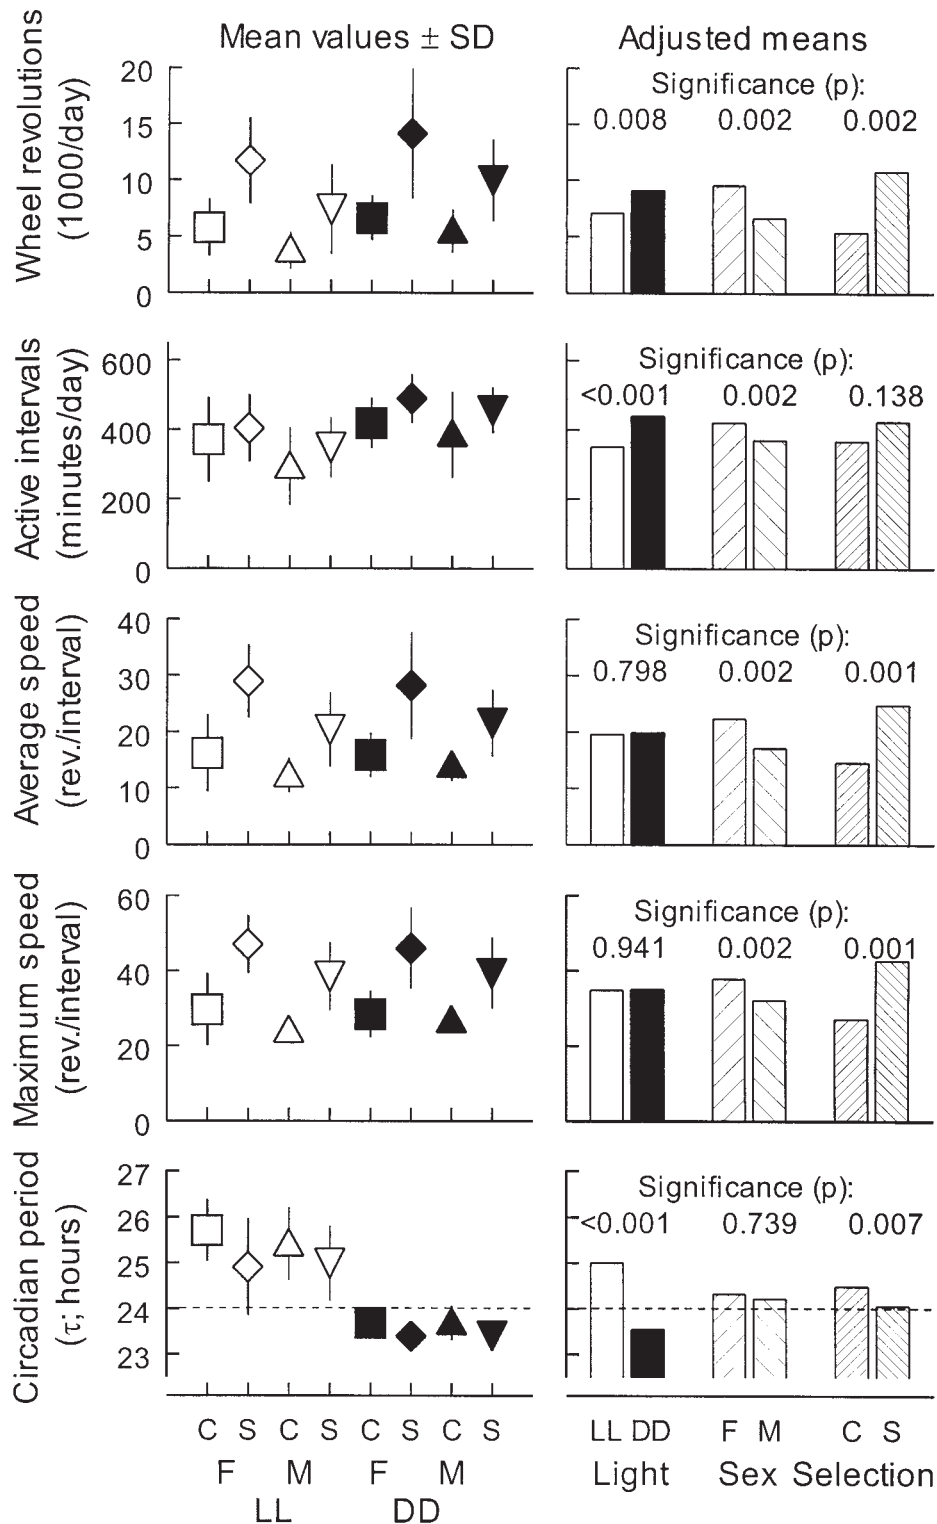 Mean values ± SD
Adjusted means
Wheel revolutions
(1000/day)
20
15
10
5
0
Significance (p):
0.008 0.002 0.002
Active intervals
(minutes/day)
600
400
200
0
Significance (p):
<0.001 0.002 0.138
Average speed
(rev./interval)
40
30
20
10
0
Significance (p):
0.798 0.002 0.001
Maximum speed
(rev./interval)
60
40
20
0
Significance (p):
0.941 0.002 0.001
Circadian period
(τ; hours)
27
26
25
24
23
Significance (p):
<0.001 0.739 0.007
C S C S C S C S
F M F M
LL DD
LL DD F M C S
Light Sex Selection